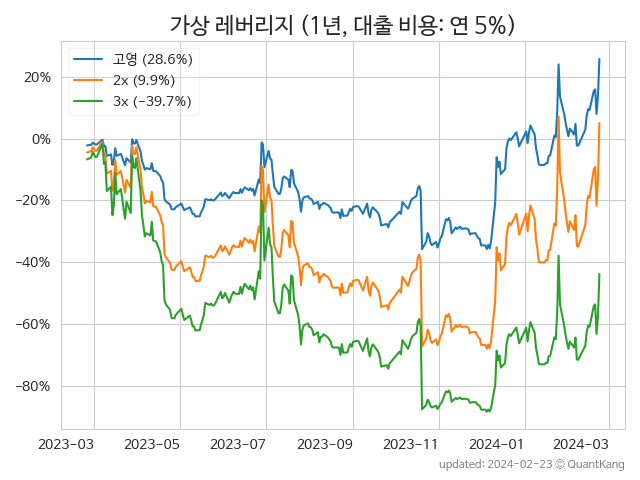 가상 레버리지 (1년, 대출 비용: 연 5%)
고영 (28.6%)
2x (9.9%)
3x (−39.7%)
20%
0%
−20%
−40%
−60%
−80%
2023-03 2023-05 2023-07 2023-09 2023-11 2024-01 2024-03
updated: 2024-02-23 © QuantKang